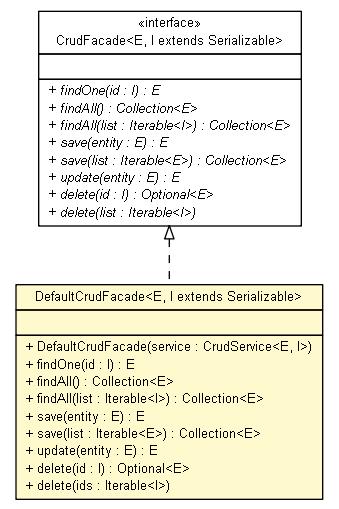 «interface»
CrudFacade<E, I extends Serializable>
+ findOne(id : I) : E
+ findAll() : Collection<E>
+ findAll(list : Iterable<I>) : Collection<E>
+ save(entity : E) : E
+ save(list : Iterable<E>) : Collection<E>
+ update(entity : E) : E
+ delete(id : I) : Optional<E>
+ delete(list : Iterable<I>)
DefaultCrudFacade<E, I extends Serializable>
+ DefaultCrudFacade(service : CrudService<E, I>)
+ findOne(id : I) : E
+ findAll() : Collection<E>
+ findAll(list : Iterable<I>) : Collection<E>
+ save(entity : E) : E
+ save(list : Iterable<E>) : Collection<E>
+ update(entity : E) : E
+ delete(id : I) : Optional<E>
+ delete(ids : Iterable<I>)